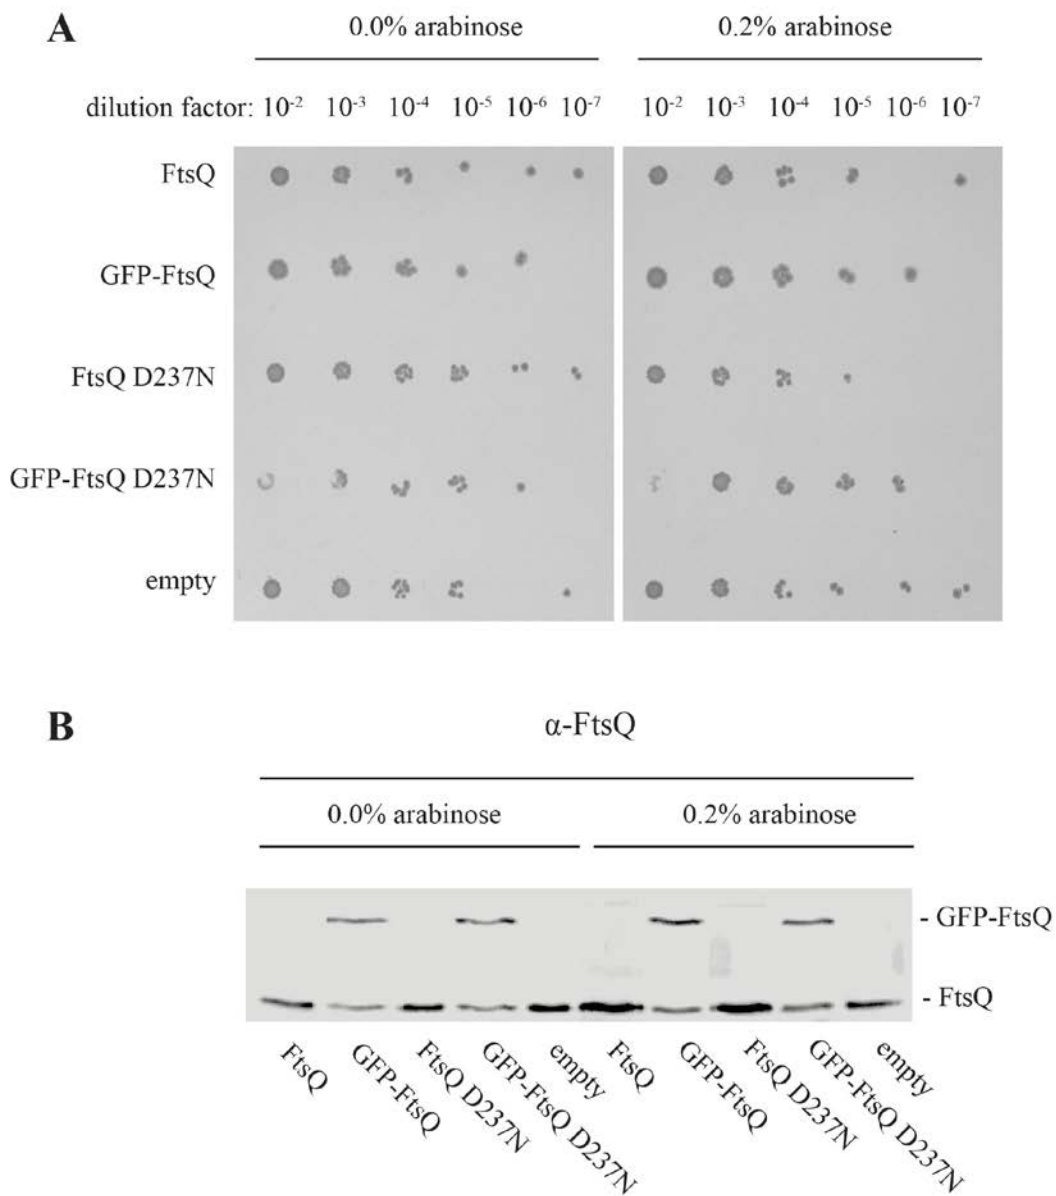 A
0.0% arabinose 0.2% arabinose
dilution factor: 10⁻² 10⁻³ 10⁻⁴ 10⁻⁵ 10⁻⁶ 10⁻⁷ 10⁻² 10⁻³ 10⁻⁴ 10⁻⁵ 10⁻⁶ 10⁻⁷
FtsQ
GFP-FtsQ
FtsQ D237N
GFP-FtsQ D237N
empty
B
α-FtsQ
0.0% arabinose 0.2% arabinose
- GFP-FtsQ
- FtsQ
FtsQ
GFP-FtsQ
FtsQ D237N
GFP-FtsQ D237N
empty
FtsQ
GFP-FtsQ
FtsQ D237N
GFP-FtsQ D237N
empty